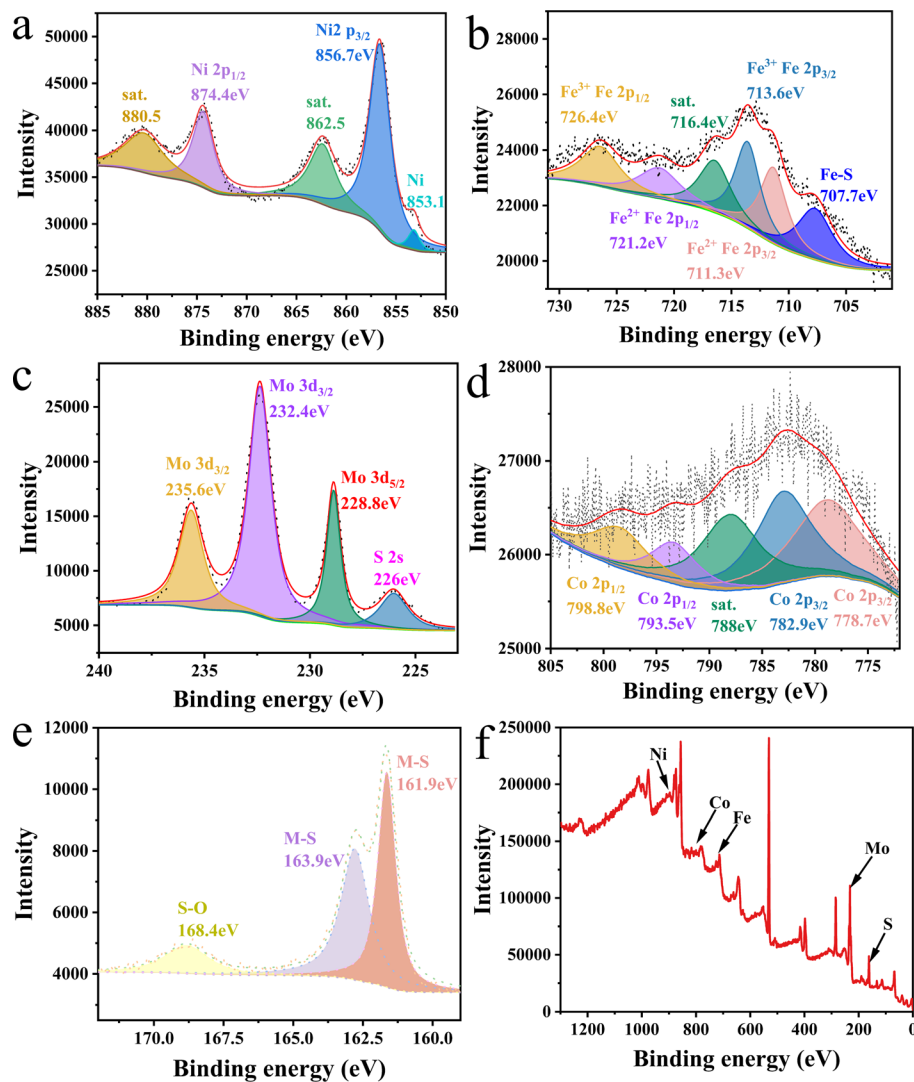 a
Ni2 p3/2
856.7eV
Ni 2p1/2
874.4eV
sat.
880.5
sat.
862.5
Ni
853.1
50000
45000
40000
35000
30000
25000
885 880 875 870 865 860 855 850
Intensity
Binding energy (eV)
b
Fe3+ Fe 2p3/2
713.6eV
Fe3+ Fe 2p1/2
726.4eV
sat.
716.4eV
Fe-S
707.7eV
Fe2+ Fe 2p1/2
721.2eV
Fe2+ Fe 2p3/2
711.3eV
28000
26000
24000
22000
20000
730 725 720 715 710 705
Intensity
Binding energy (eV)
c
Mo 3d3/2
232.4eV
Mo 3d3/2
235.6eV
Mo 3d5/2
228.8eV
S 2s
226eV
25000
20000
15000
10000
5000
240 235 230 225
Intensity
Binding energy (eV)
d
Co 2p1/2
798.8eV
Co 2p1/2
793.5eV
sat.
788eV
Co 2p3/2
782.9eV
Co 2p3/2
778.7eV
28000
27000
26000
25000
805 800 795 790 785 780 775
Intensity
Binding energy (eV)
e
M-S
161.9eV
M-S
163.9eV
S-O
168.4eV
12000
10000
8000
6000
4000
170.0 167.5 165.0 162.5 160.0
Intensity
Binding energy (eV)
f
Ni
Co
Fe
Mo
S
250000
200000
150000
100000
50000
0
1200 1000 800 600 400 200 0
Intensity
Binding energy (eV)